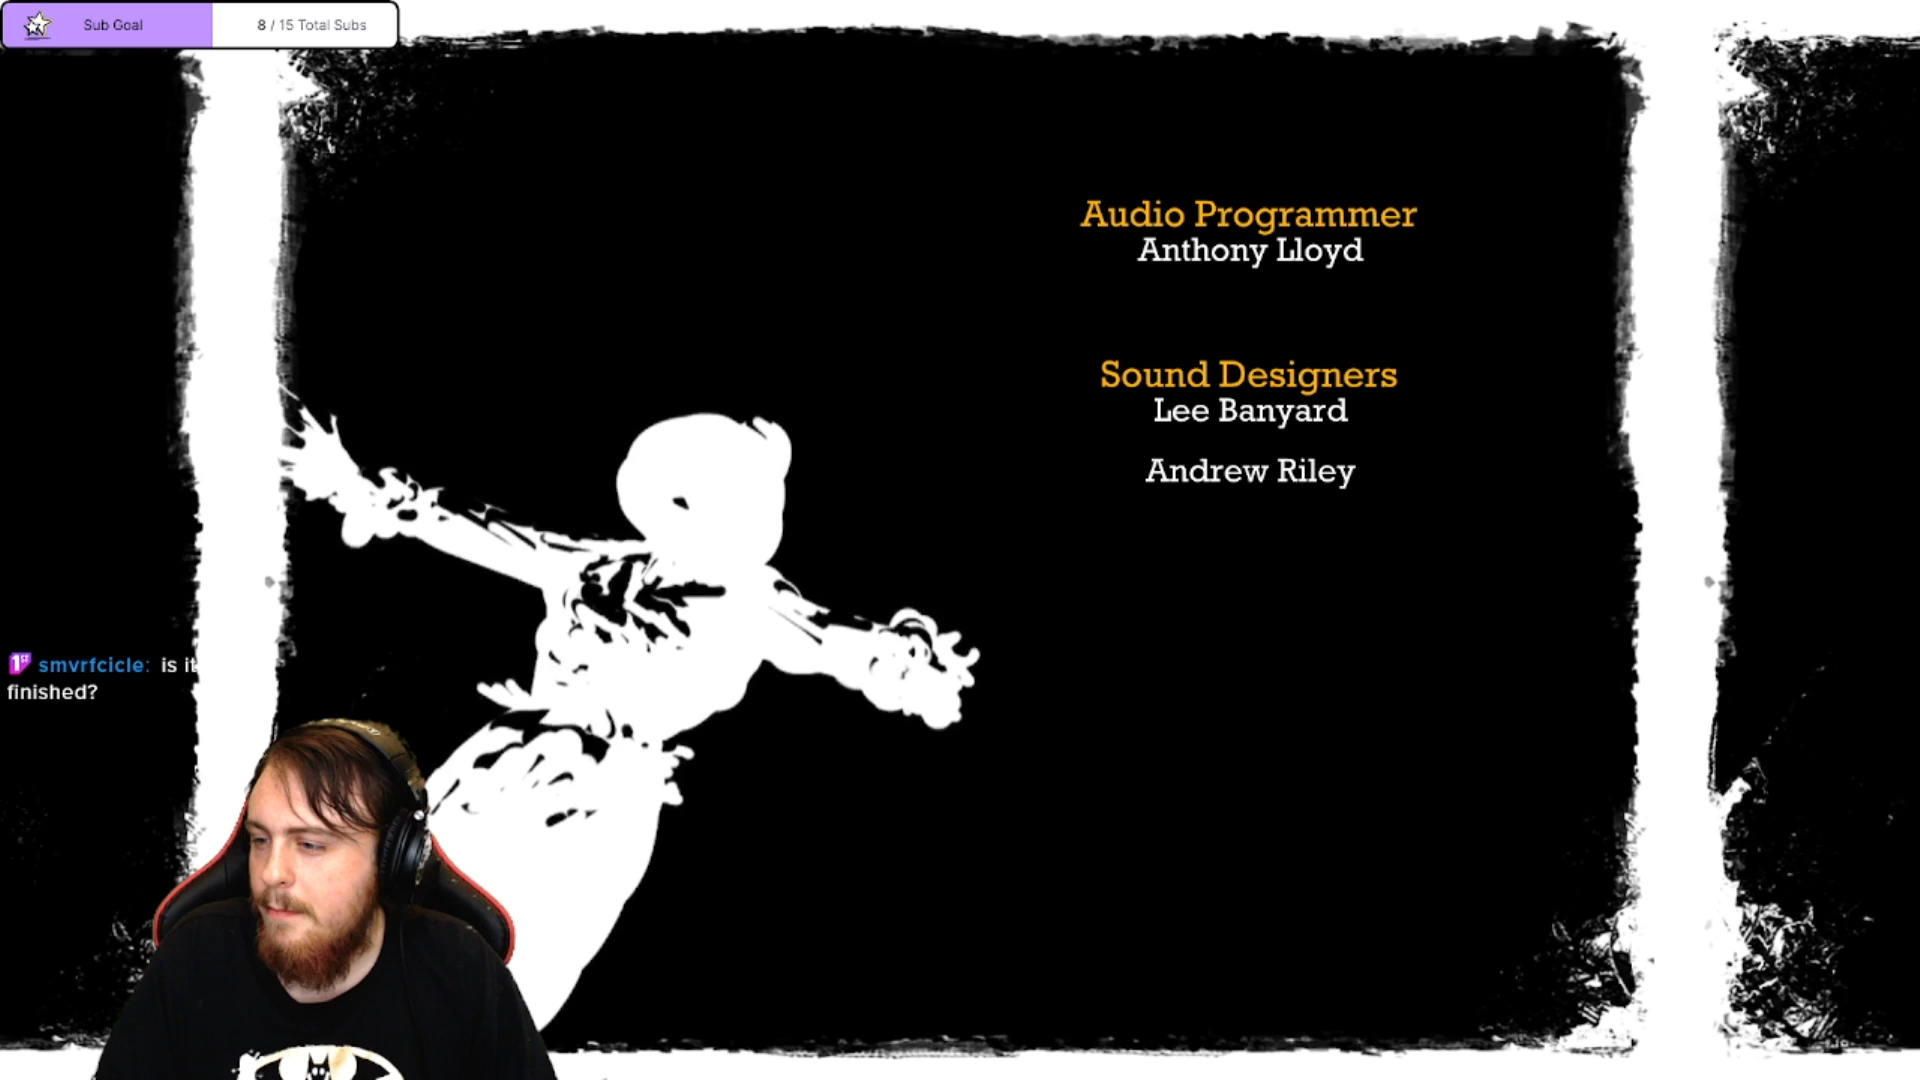 Sub Goal
8 / 15 Total Subs
Audio Programmer
Anthony Lloyd
Sound Designers
Lee Banyard
Andrew Riley
1ST smvrfcicle: is it
finished?